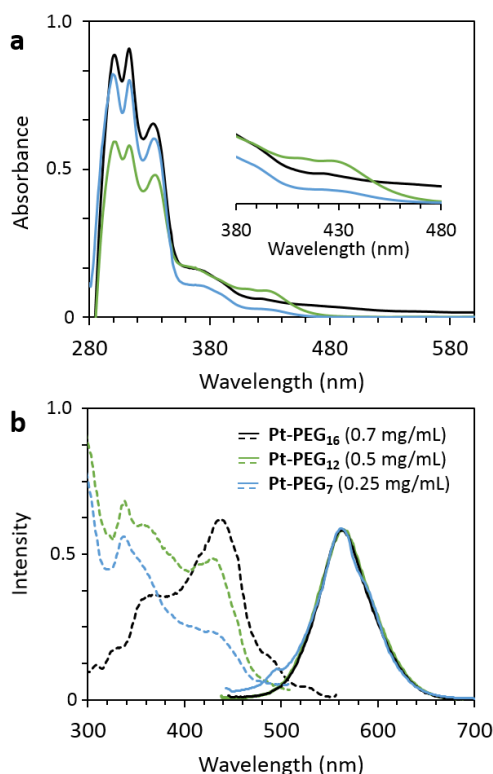 a
1.0
0.5
0
Absorbance
280
380
480
580
Wavelength (nm)
380
430
480
Wavelength (nm)
b
1.0
0.5
0
Intensity
Pt-PEG16 (0.7 mg/mL)
Pt-PEG12 (0.5 mg/mL)
Pt-PEG7 (0.25 mg/mL)
300
400
500
600
700
Wavelength (nm)